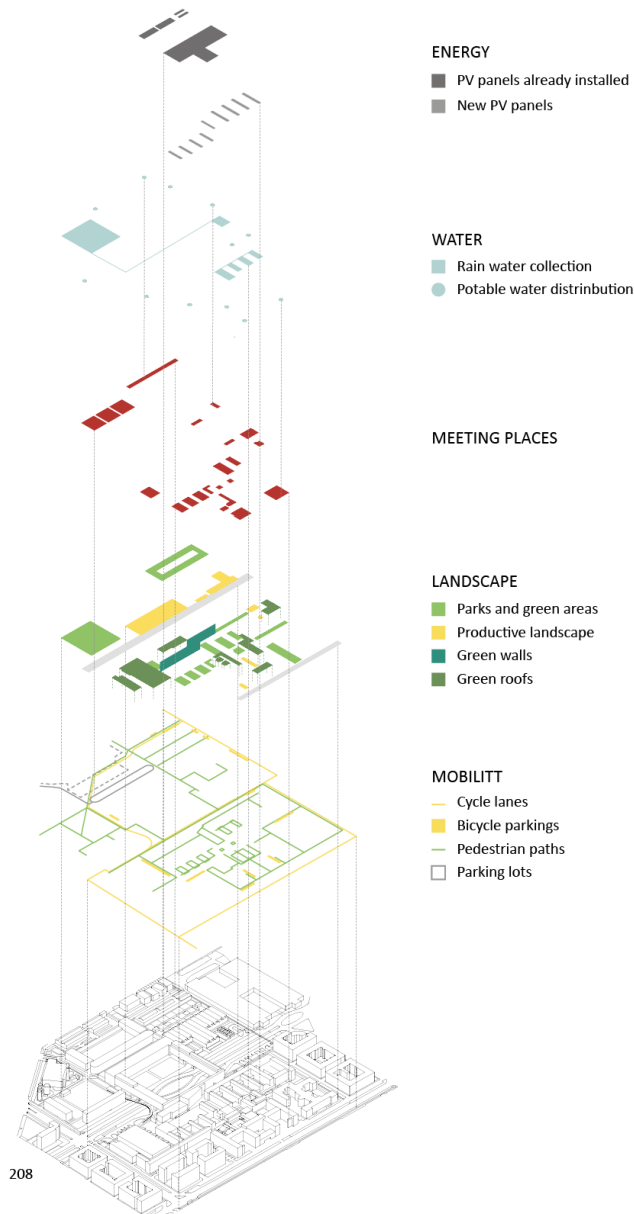 ENERGY
PV panels already installed
New PV panels
WATER
Rain water collection
Potable water distrinbution
MEETING PLACES
LANDSCAPE
Parks and green areas
Productive landscape
Green walls
Green roofs
MOBILITT
Cycle lanes
Bicycle parkings
Pedestrian paths
Parking lots
208